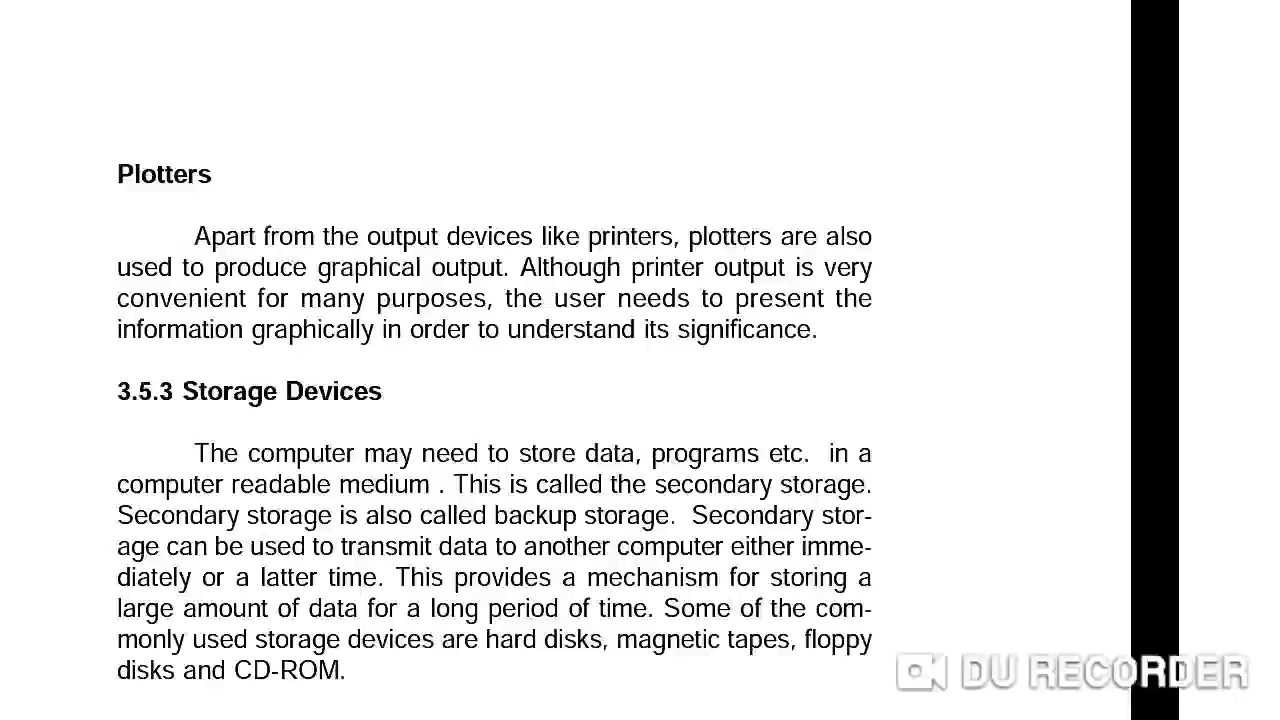 Plotters
Apart from the output devices like printers, plotters are also
used to produce graphical output. Although printer output is very
convenient for many purposes, the user needs to present the
information graphically in order to understand its significance.
3.5.3 Storage Devices
The computer may need to store data, programs etc.  in a
computer readable medium . This is called the secondary storage.
Secondary storage is also called backup storage.  Secondary stor-
age can be used to transmit data to another computer either imme-
diately or a latter time. This provides a mechanism for storing a
large amount of data for a long period of time. Some of the com-
monly used storage devices are hard disks, magnetic tapes, floppy
disks and CD-ROM.
DU RECORDER